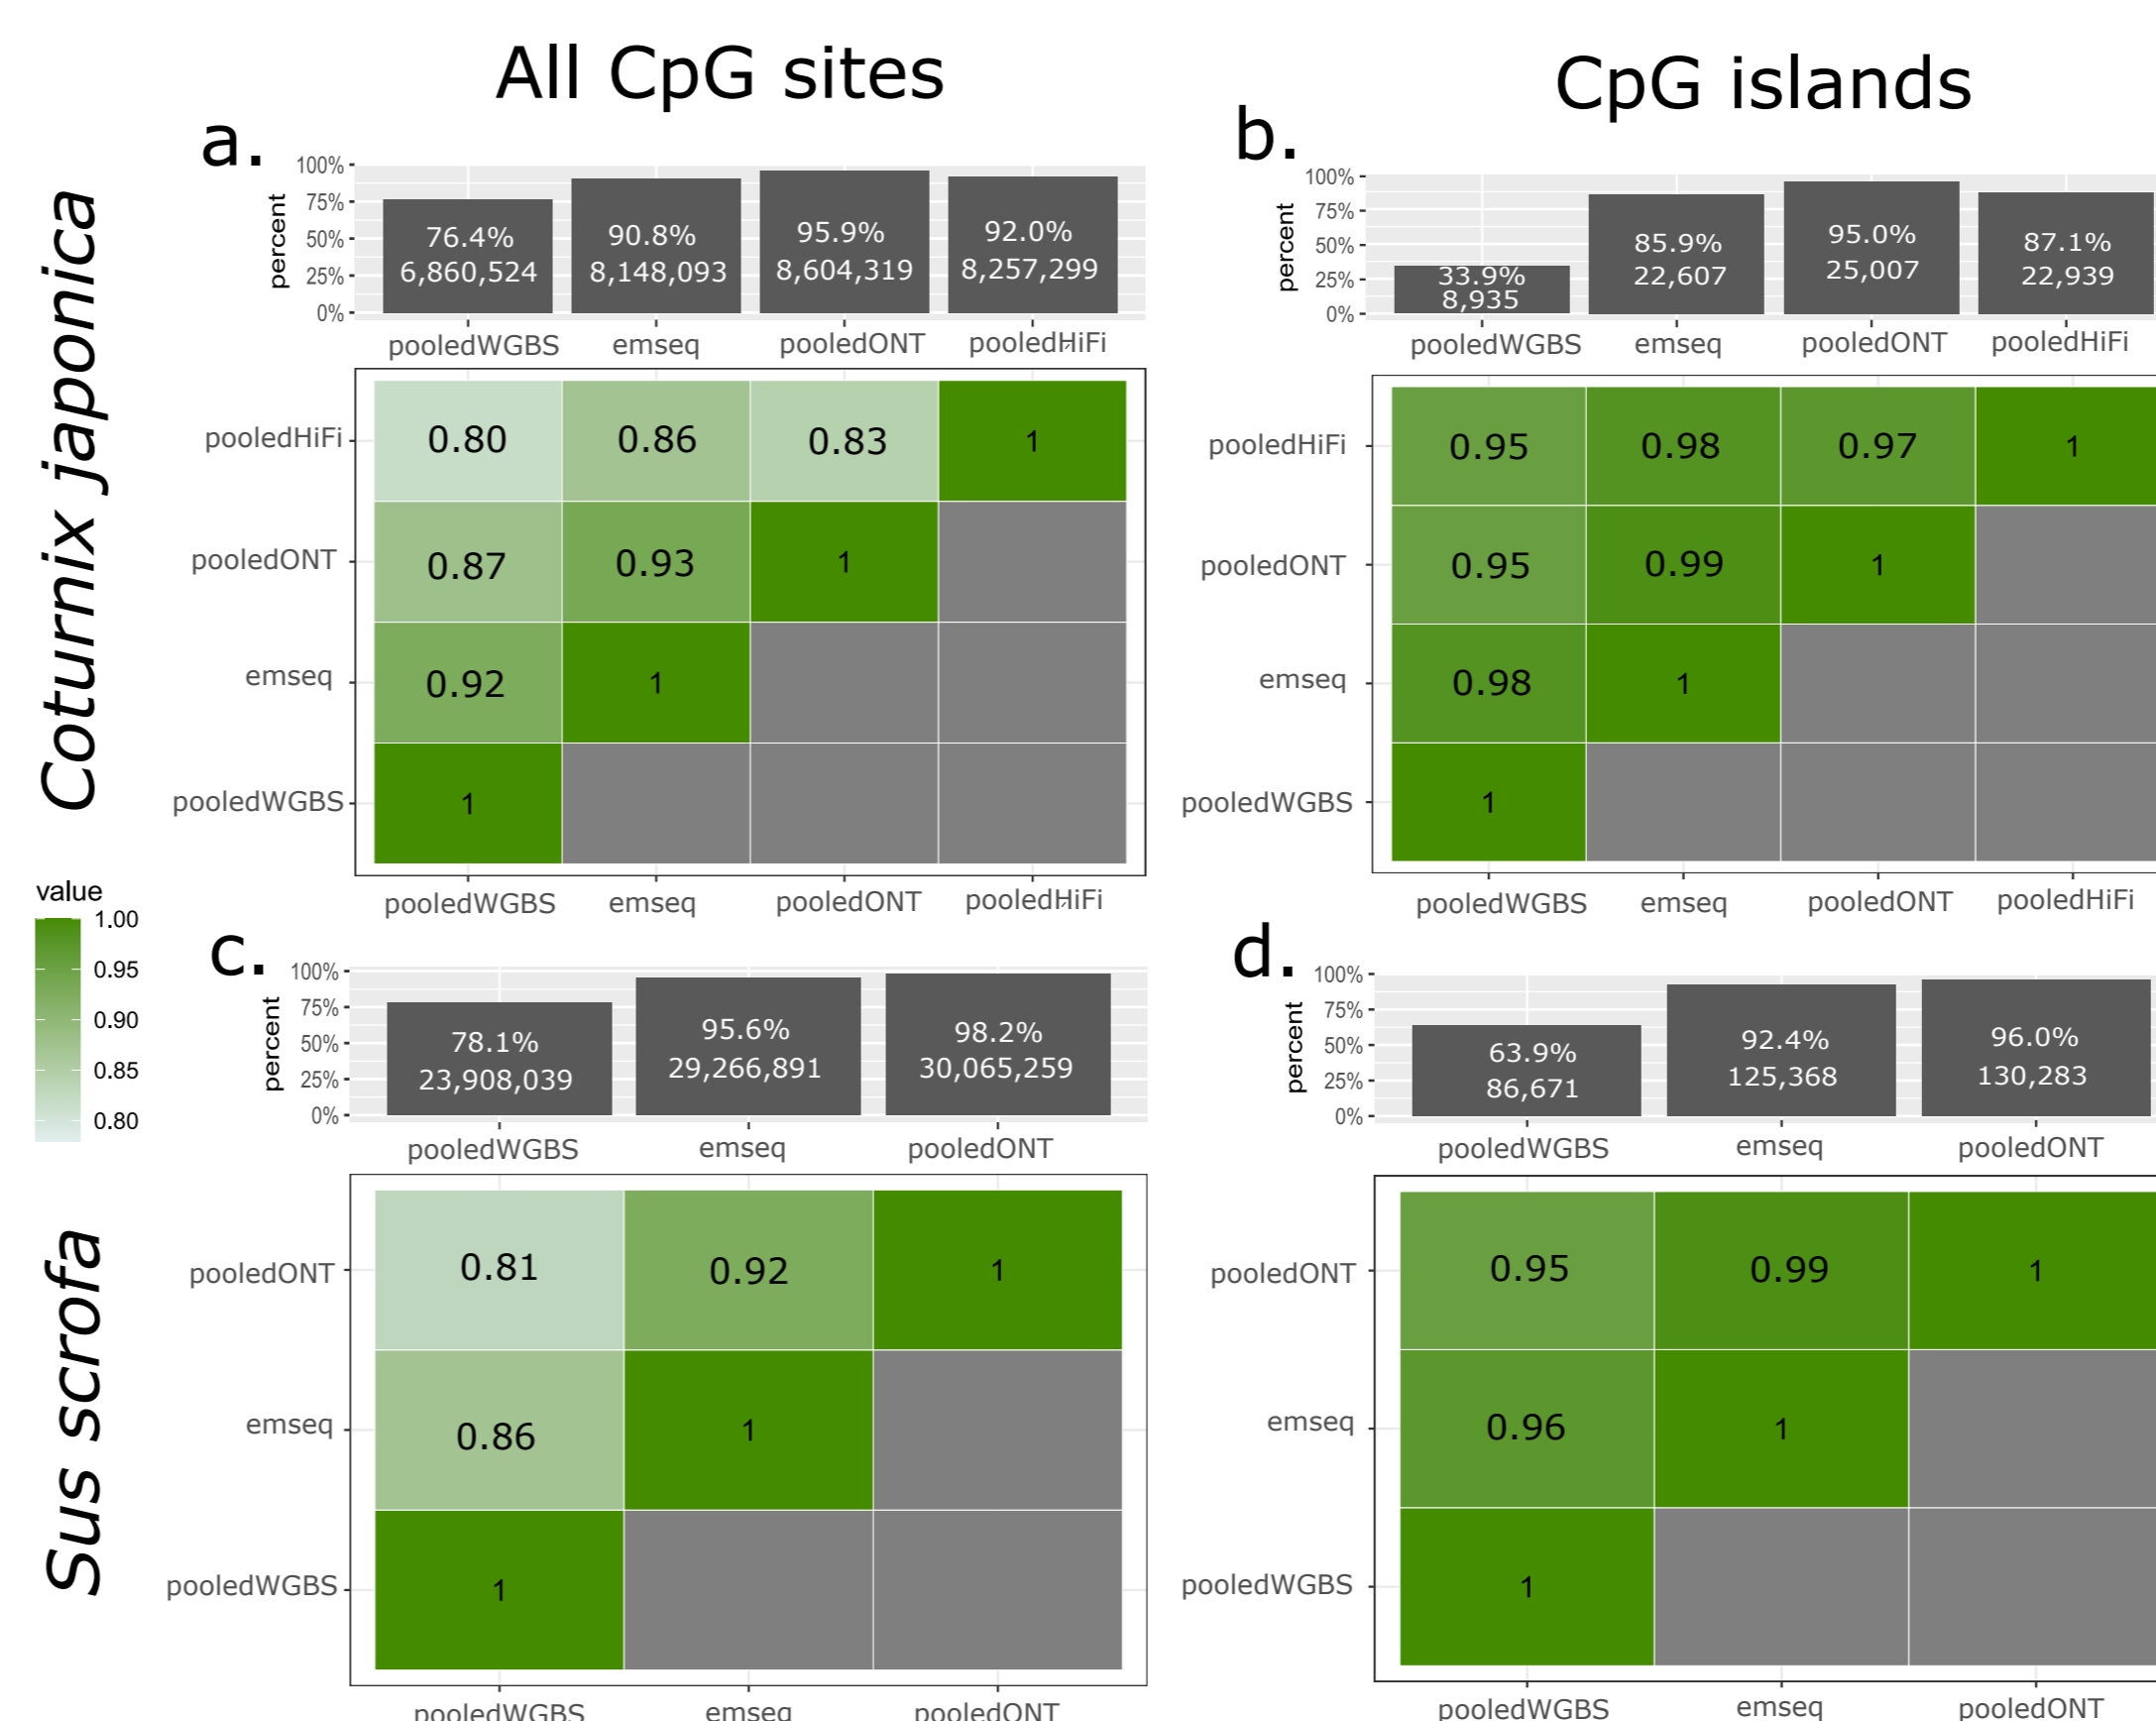 All CpG sites
CpG islands
Coturnix japonica
Sus scrofa
a.
percent
100%
75%
50%
25%
0%
76.4%
6,860,524
90.8%
8,148,093
95.9%
8,604,319
92.0%
8,257,299
pooledWGBS emseq pooledONT pooledHiFi
pooledHiFi 0.80 0.86 0.83 1
pooledONT 0.87 0.93 1
emseq 0.92 1
pooledWGBS 1
pooledWGBS emseq pooledONT pooledHiFi
b.
percent
100%
75%
50%
25%
0%
33.9%
8,935
85.9%
22,607
95.0%
25,007
87.1%
22,939
pooledWGBS emseq pooledONT pooledHiFi
pooledHiFi 0.95 0.98 0.97 1
pooledONT 0.95 0.99 1
emseq 0.98 1
pooledWGBS 1
pooledWGBS emseq pooledONT pooledHiFi
value
1.00
0.95
0.90
0.85
0.80
c.
percent
100%
75%
50%
25%
0%
78.1%
23,908,039
95.6%
29,266,891
98.2%
30,065,259
pooledWGBS emseq pooledONT
pooledONT 0.81 0.92 1
emseq 0.86 1
pooledWGBS 1
pooledWGBS emseq pooledONT
d.
percent
100%
75%
50%
25%
0%
63.9%
86,671
92.4%
125,368
96.0%
130,283
pooledWGBS emseq pooledONT
pooledONT 0.95 0.99 1
emseq 0.96 1
pooledWGBS 1
pooledWGBS emseq pooledONT